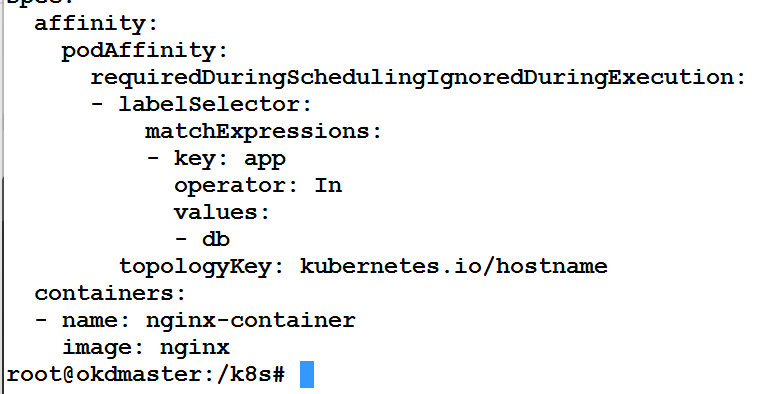 spec:
  affinity:
    podAffinity:
      requiredDuringSchedulingIgnoredDuringExecution:
      - labelSelector:
          matchExpressions:
          - key: app
            operator: In
            values:
            - db
        topologyKey: kubernetes.io/hostname
  containers:
  - name: nginx-container
    image: nginx
root@okdmaster:/k8s#